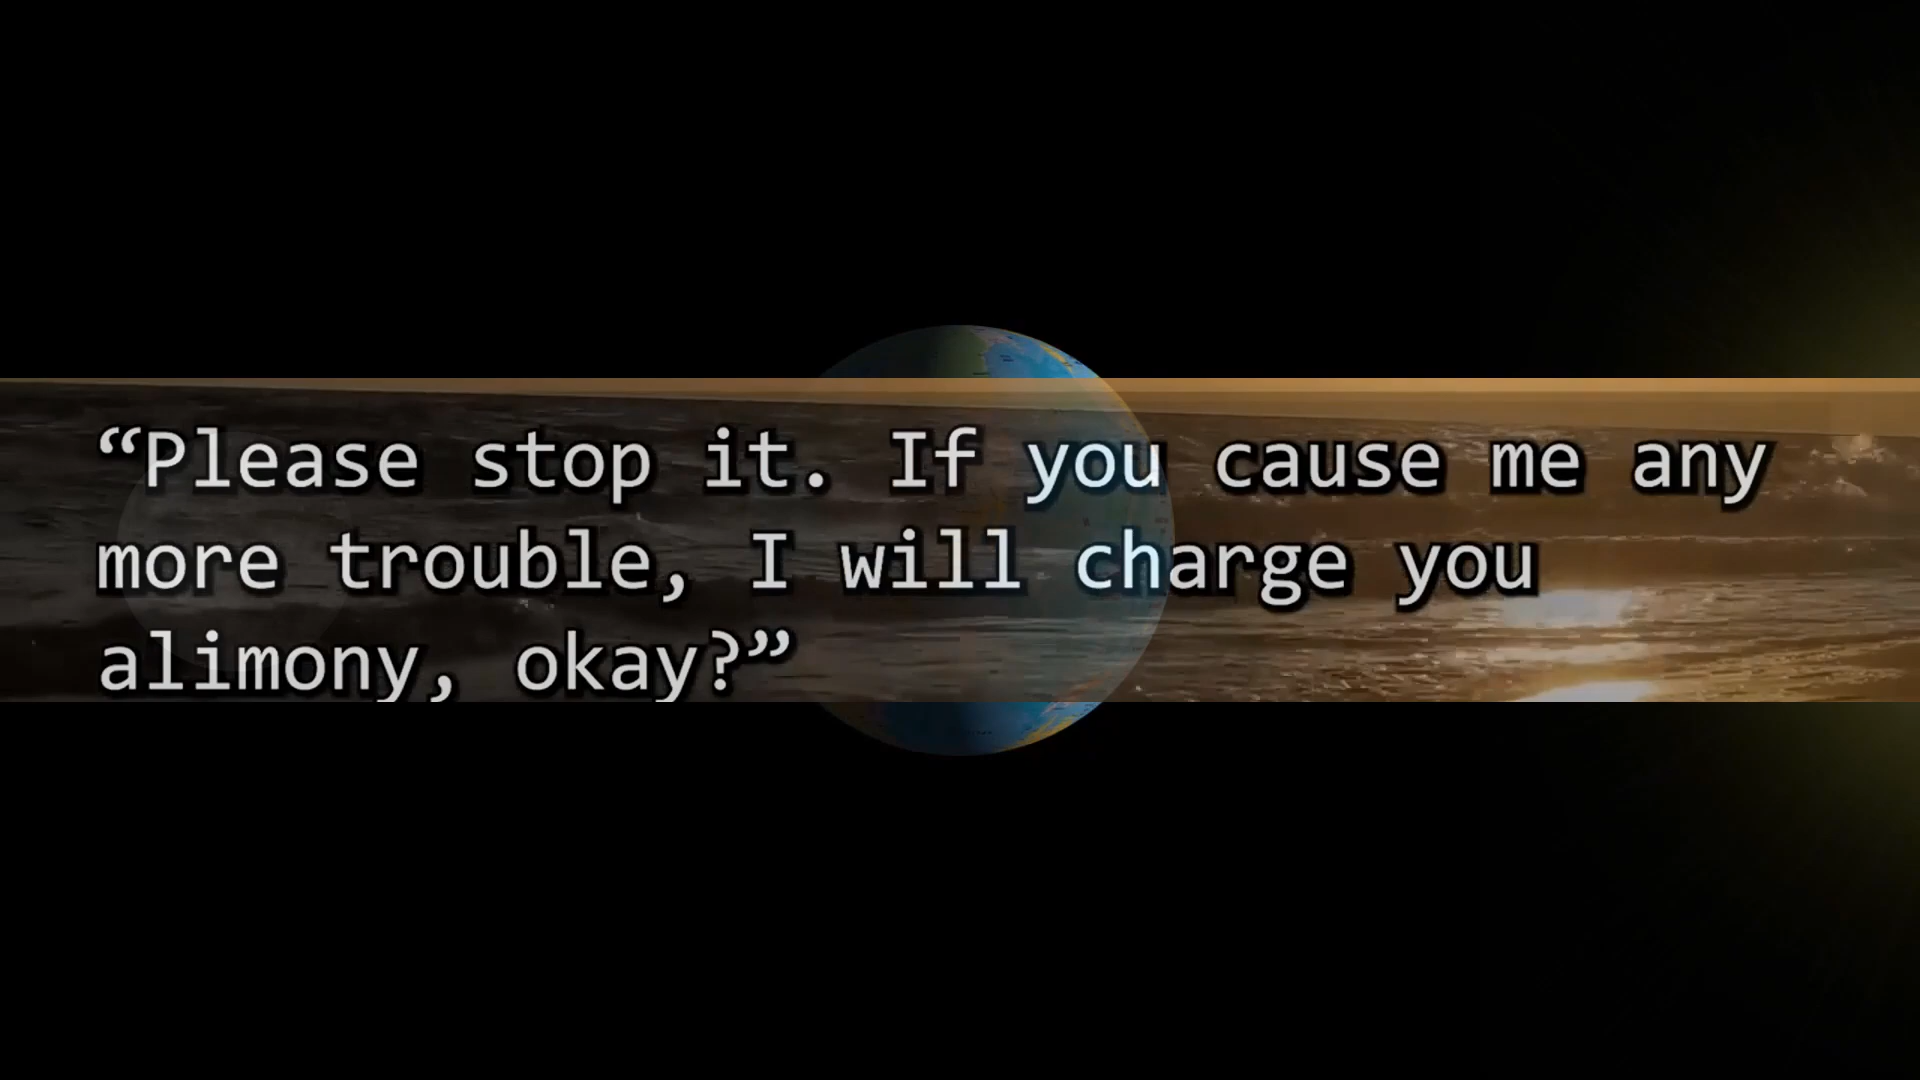 “Please stop it. If you cause me any
more trouble, I will charge you
alimony, okay?”